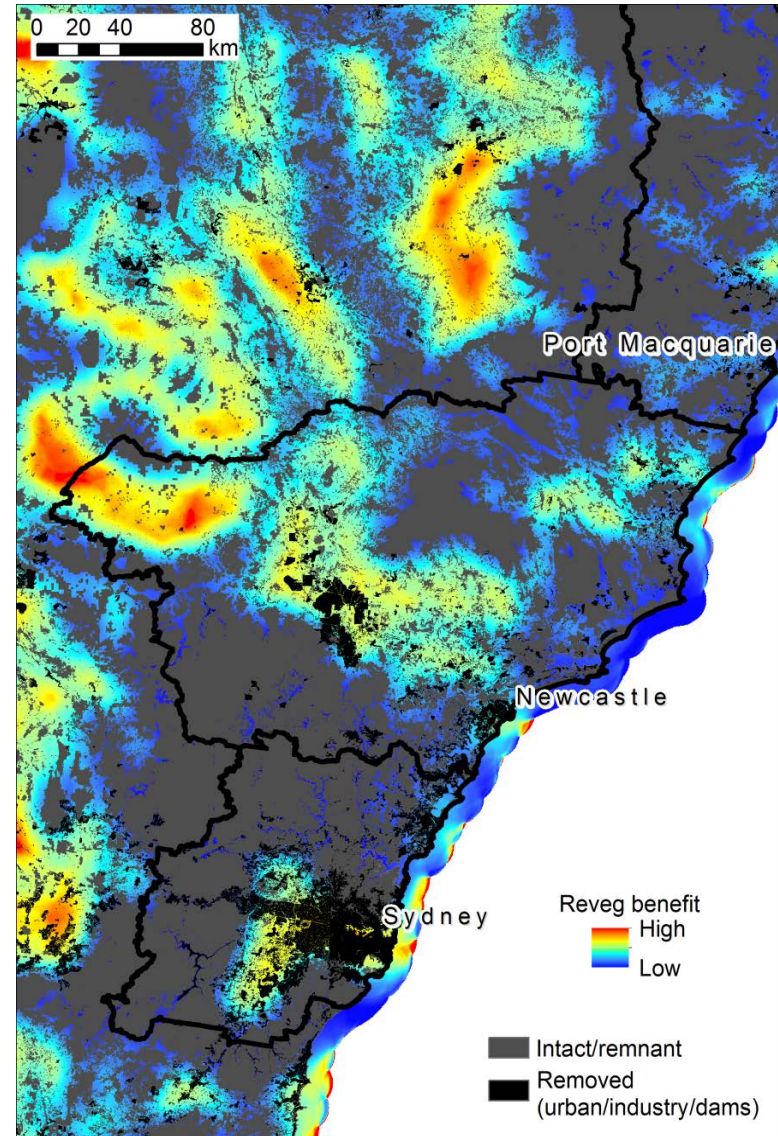 0 20 40 80
km
Port Macquarie
Newcastle
Sydney
Reveg benefit
High
Low
Intact/remnant
Removed
(urban/industry/dams)